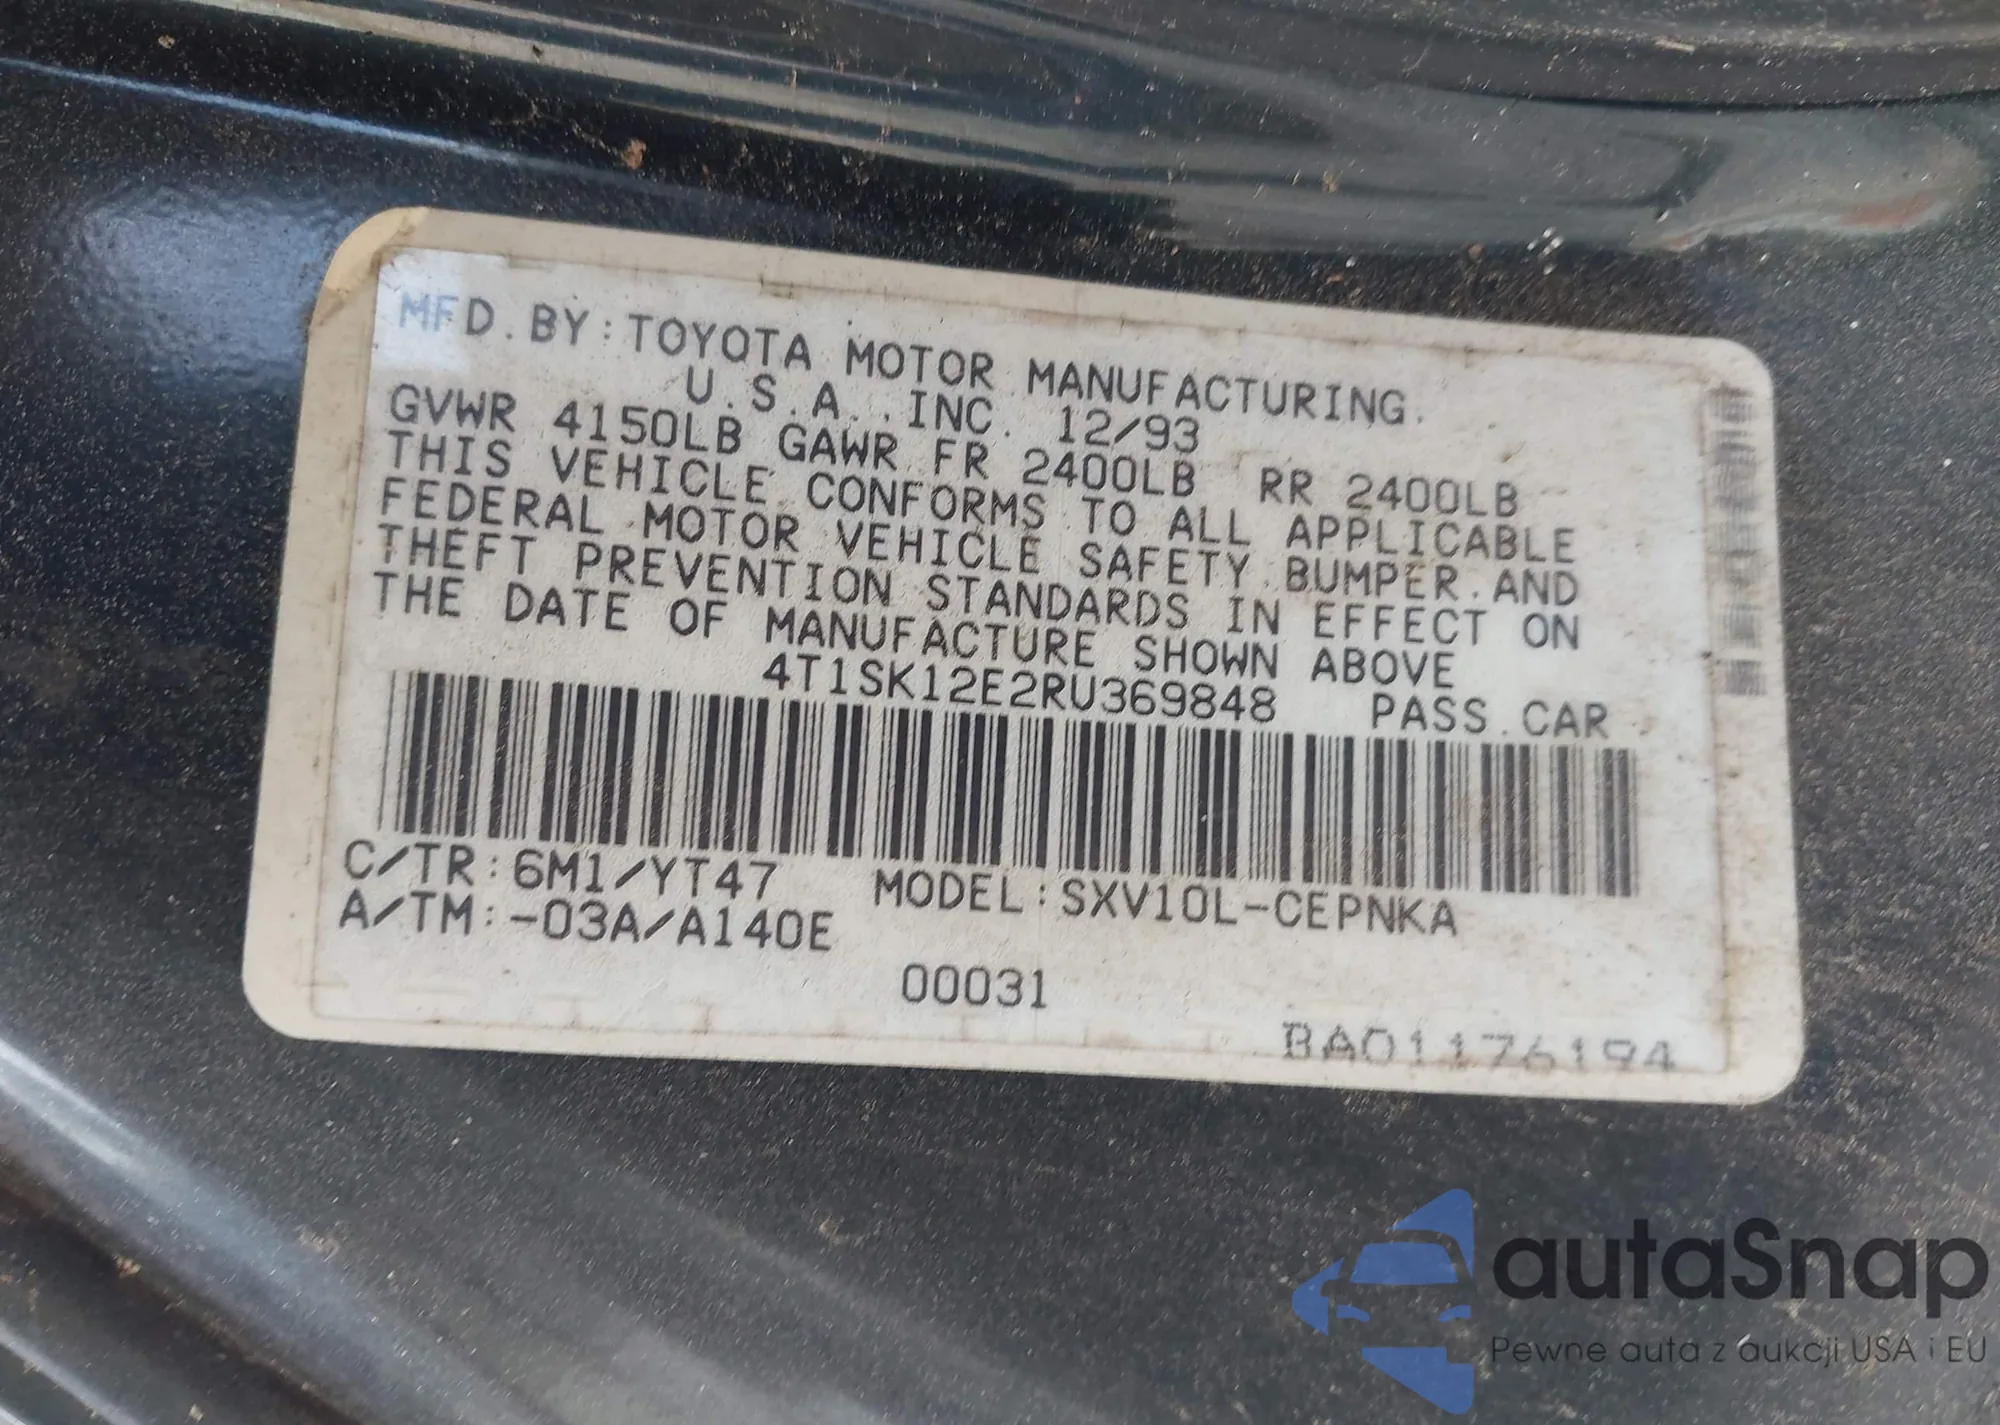 MFD.BY:TOYOTA MOTOR MANUFACTURING.
U.S.A.,INC. 12/93
GVWR 4150LB GAWR FR 2400LB RR 2400LB
THIS VEHICLE CONFORMS TO ALL APPLICABLE
FEDERAL MOTOR VEHICLE SAFETY.BUMPER.AND
THEFT PREVENTION STANDARDS IN EFFECT ON
THE DATE OF MANUFACTURE SHOWN ABOVE
4T1SK12E2RU369848 PASS.CAR
C/TR:6M1/YT47 MODEL:SXV10L-CEPNKA
A/TM:-03A/A140E
00031
BA01176194
autaSnap
Pewne auta z aukcji USA i EU